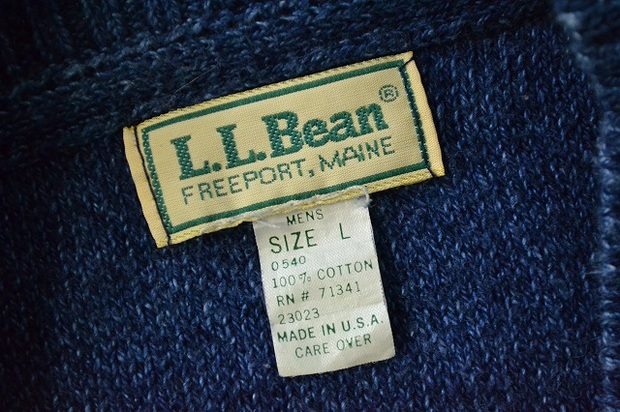 L.L.Bean®
FREEPORT, MAINE
MENS
SIZE L
0540
100% COTTON
RN # 71341
23023
MADE IN U.S.A.
CARE OVER